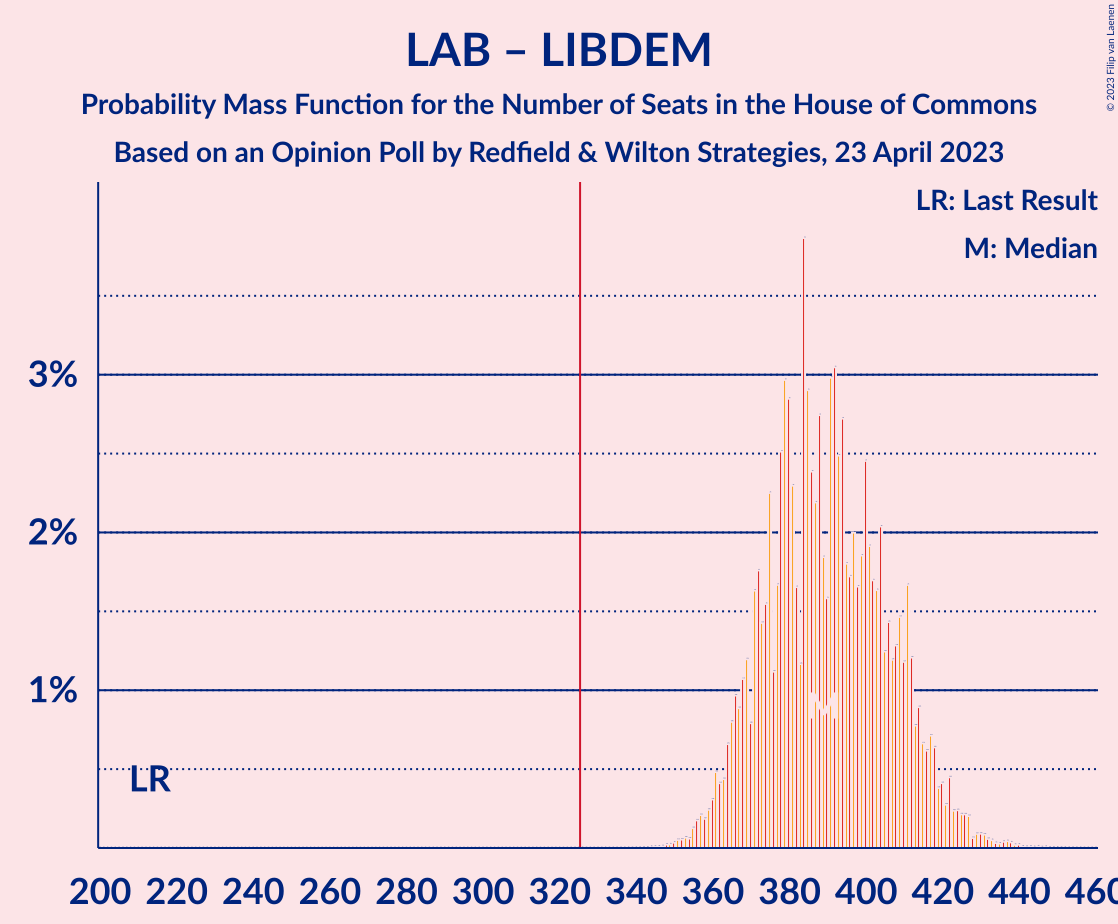 LAB – LIBDEM
Probability Mass Function for the Number of Seats in the House of Commons
Based on an Opinion Poll by Redfield & Wilton Strategies, 23 April 2023
© 2023 Filip van Laenen
LR: Last Result
M: Median
3%
2%
1%
LR
M
200 220 240 260 280 300 320 340 360 380 400 420 440 460